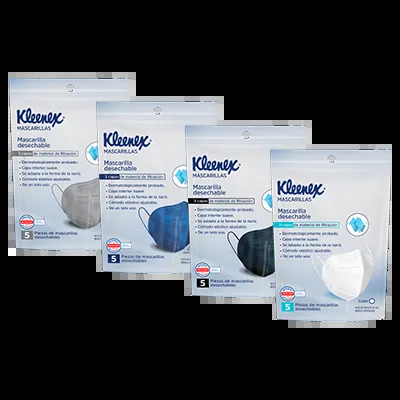 Kleenex
MASCARILLAS
Mascarilla
desechable
3 capas de material de filtración
• Dermatologicamente probado.
• Capa interior suave.
• Se adapta a la forma de la nariz.
• Cómodo elástico ajustable.
• De un solo uso.
5 Piezas de mascarillas
desechables
Kleenex
MASCARILLAS
Mascarilla
desechable
3 capas de material de filtración
• Dermatologicamente probado.
• Capa interior suave.
• Se adapta a la forma de la nariz.
• Cómodo elástico ajustable.
• De un solo uso.
5 Piezas de mascarillas
desechables
Kleenex
MASCARILLAS
Mascarilla
desechable
3 capas de material de filtración
• Dermatologicamente probado.
• Capa interior suave.
• Se adapta a la forma de la nariz.
• Cómodo elástico ajustable.
• De un solo uso.
5 Piezas de mascarillas
desechables
Kleenex
MASCARILLAS
Mascarilla
desechable
3 capas de material de filtración
• Dermatologicamente probado.
• Capa interior suave.
• Se adapta a la forma de la nariz.
• Cómodo elástico ajustable.
• De un solo uso.
5 Piezas de mascarillas
desechables